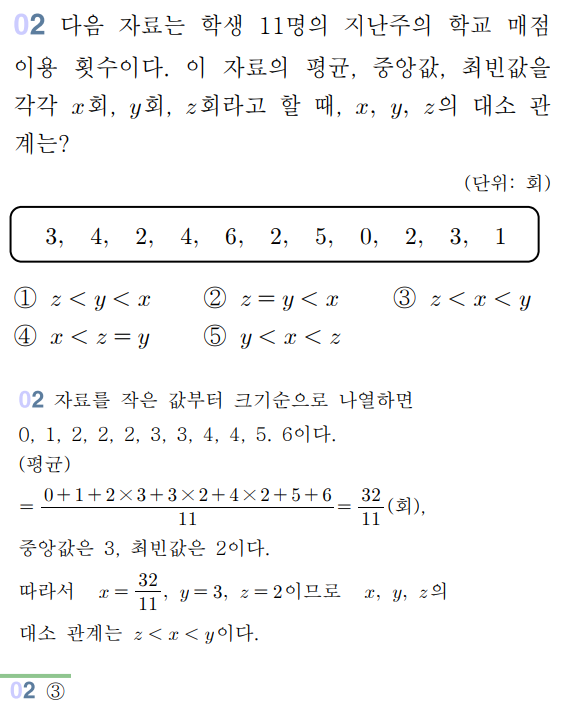 02 다음 자료는 학생 11명의 지난주의 학교 매점
이용 횟수이다. 이 자료의 평균, 중앙값, 최빈값을
각각 x회, y회, z회라고 할 때, x, y, z의 대소 관
계는?
(단위: 회)
3, 4, 2, 4, 6, 2, 5, 0, 2, 3, 1
① z < y < x ② z = y < x ③ z < x < y
④ x < z = y ⑤ y < x < z
02 자료를 작은 값부터 크기순으로 나열하면
0, 1, 2, 2, 2, 3, 3, 4, 4, 5. 6이다.
(평균)
= \frac{0+1+2×3+3×2+4×2+5+6}{11} = \frac{32}{11}(회),
중앙값은 3, 최빈값은 2이다.
따라서 x = \frac{32}{11}, y = 3, z = 2이므로 x, y, z의
대소 관계는 z < x < y이다.
02 ③